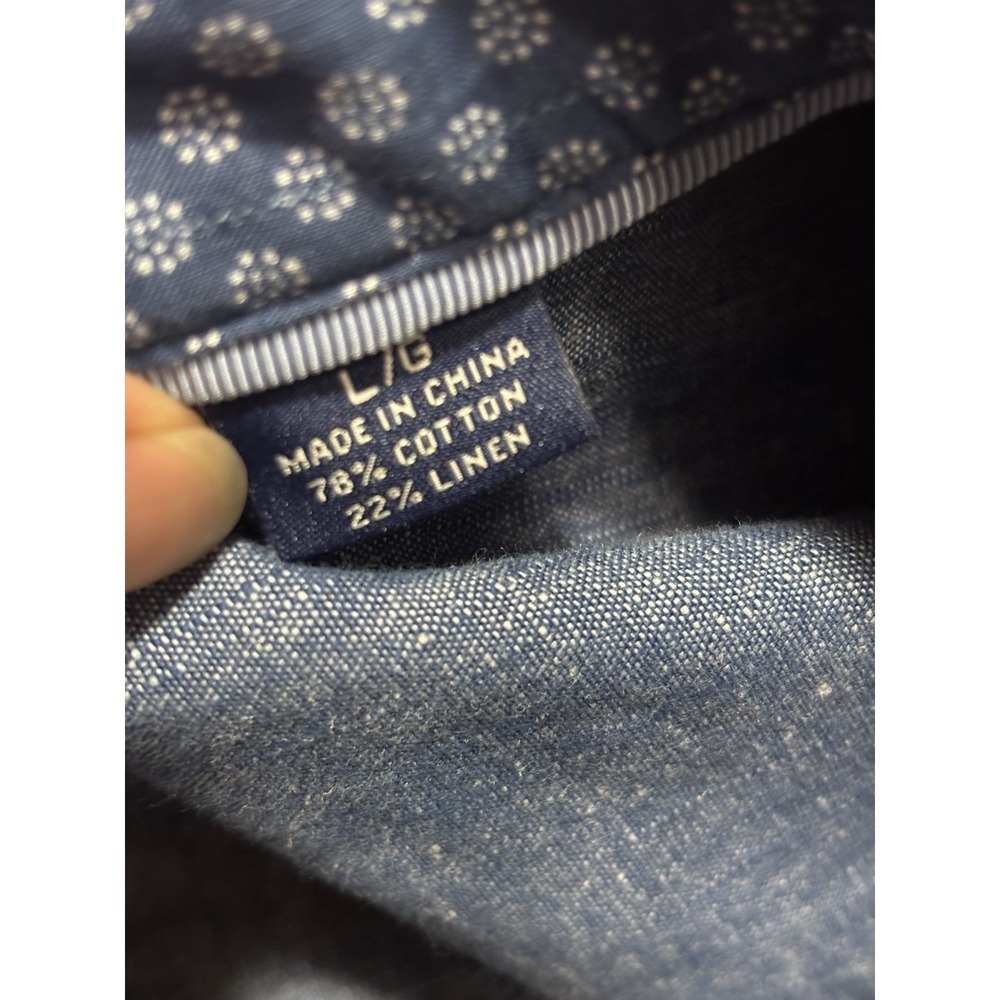 L/G
MADE IN CHINA
78% COTTON
22% LINEN